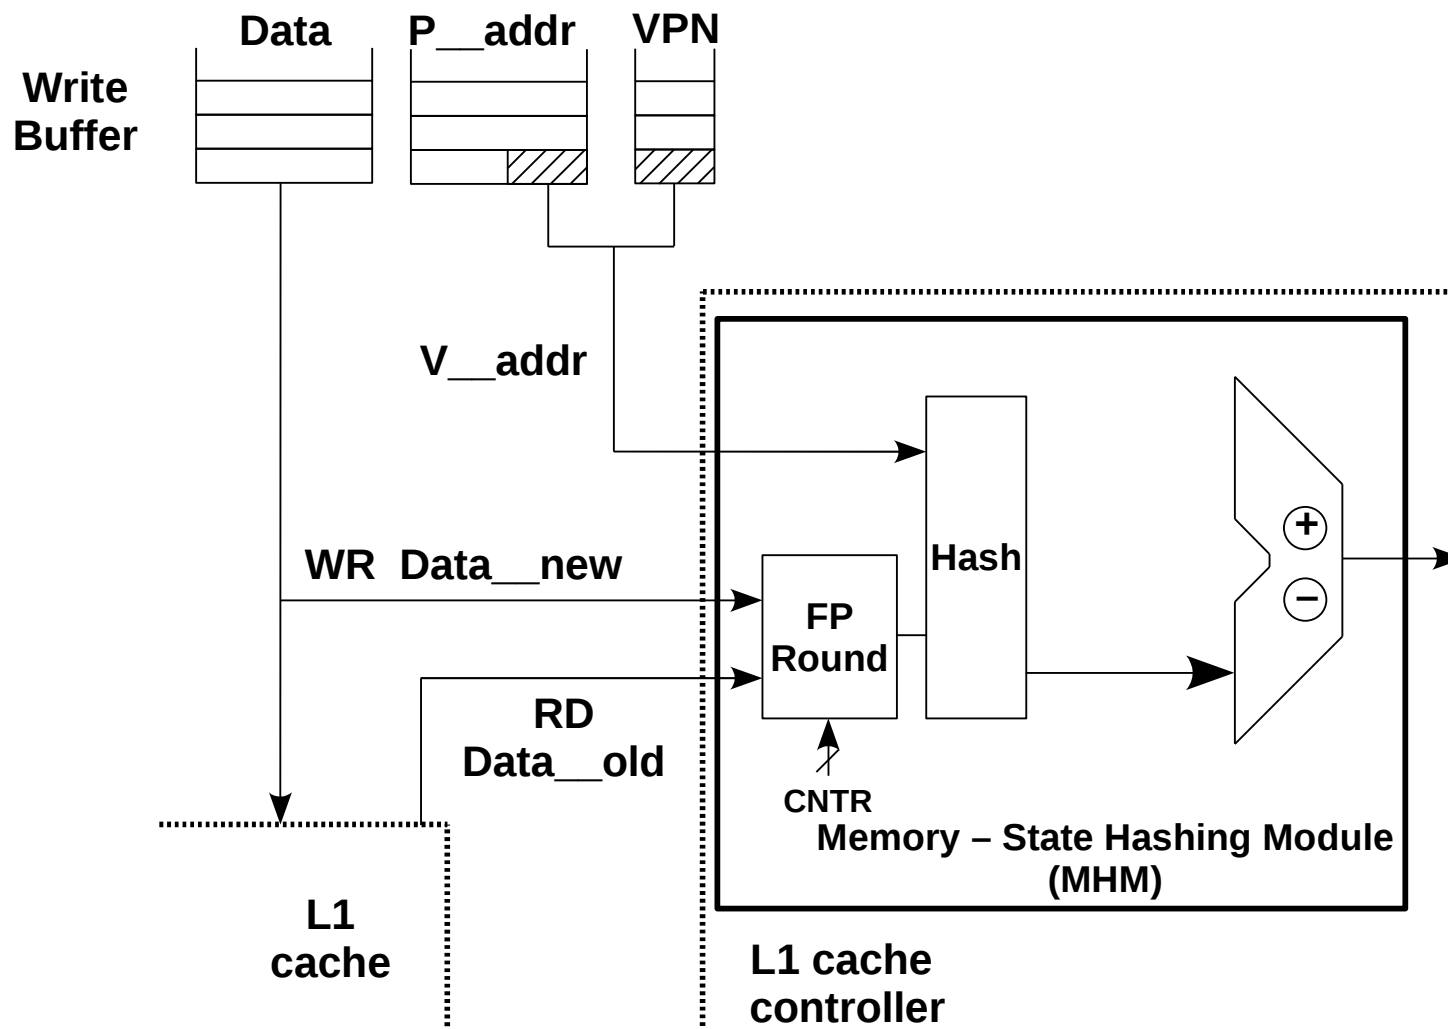 Data P__addr VPN
Write
Buffer
V__addr
WR Data__new
Hash
+
−
FP
Round
RD
Data__old
CNTR
Memory – State Hashing Module
(MHM)
L1
cache
L1 cache
controller